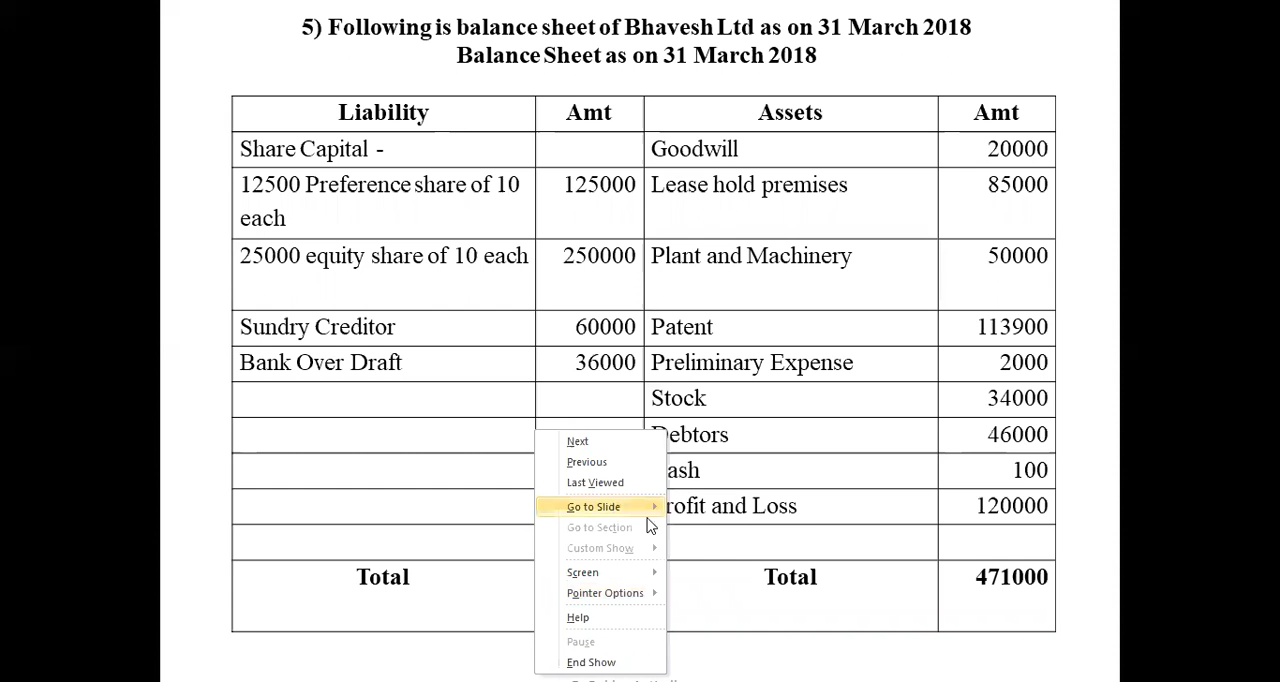 5) Following is balance sheet of Bhavesh Ltd as on 31 March 2018
Balance Sheet as on 31 March 2018
Liability Amt Assets Amt
Share Capital - Goodwill 20000
12500 Preference share of 10 125000 Lease hold premises 85000
each
25000 equity share of 10 each 250000 Plant and Machinery 50000
Sundry Creditor 60000 Patent 113900
Bank Over Draft 36000 Preliminary Expense 2000
Stock 34000
Debtors 46000
ash 100
rofit and Loss 120000
Total Total 471000
Next
Previous
Last Viewed
Go to Slide
Go to Section
Custom Show
Screen
Pointer Options
Help
Pause
End Show